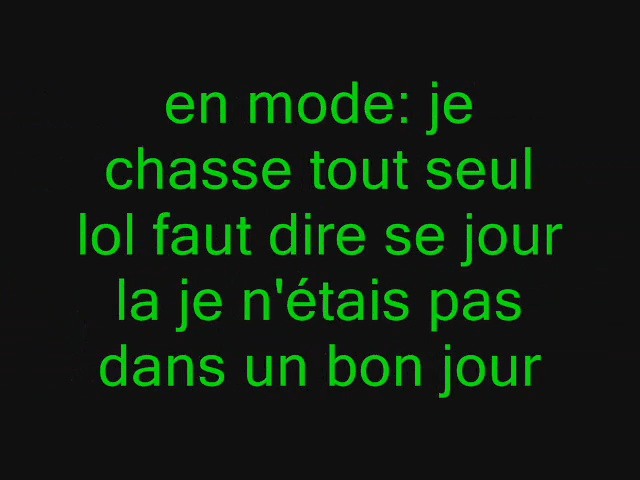 en mode: je
chasse tout seul
lol faut dire se jour
la je n'étais pas
dans un bon jour